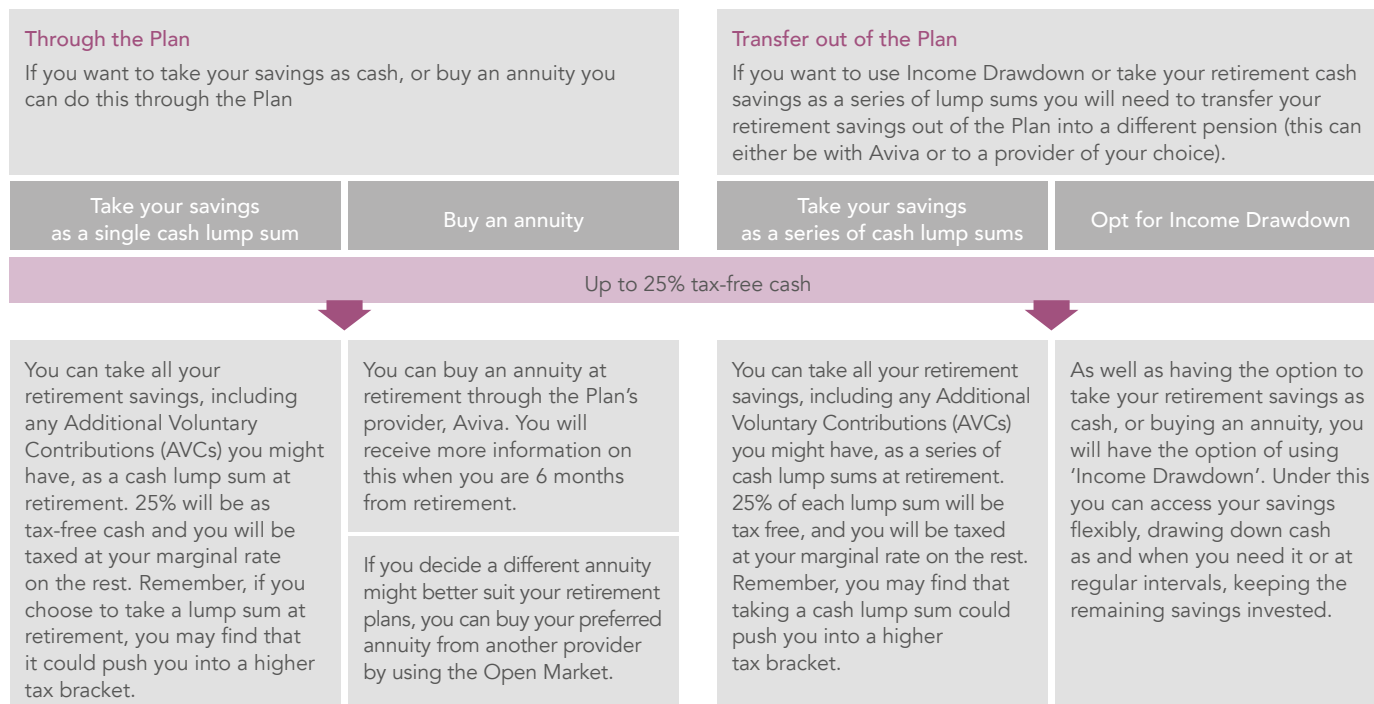 Through the Plan
If you want to take your savings as cash, or buy an annuity you
can do this through the Plan
Transfer out of the Plan
If you want to use Income Drawdown or take your retirement cash
savings as a series of lump sums you will need to transfer your
retirement savings out of the Plan into a different pension (this can
either be with Aviva or to a provider of your choice).
Take your savings
as a single cash lump sum
Buy an annuity
Take your savings
as a series of cash lump sums
Opt for Income Drawdown
Up to 25% tax-free cash
You can take all your
retirement savings, including
any Additional Voluntary
Contributions (AVCs) you might
have, as a cash lump sum at
retirement. 25% will be as
tax-free cash and you will be
taxed at your marginal rate
on the rest. Remember, if you
choose to take a lump sum at
retirement, you may find that
it could push you into a higher
tax bracket.
You can buy an annuity at
retirement through the Plan's
provider, Aviva. You will
receive more information on
this when you are 6 months
from retirement.
If you decide a different annuity
might better suit your retirement
plans, you can buy your preferred
annuity from another provider
by using the Open Market.
You can take all your retirement
savings, including any Additional
Voluntary Contributions (AVCs)
you might have, as a series of
cash lump sums at retirement.
25% of each lump sum will be
tax free, and you will be taxed
at your marginal rate on the rest.
Remember, you may find that
taking a cash lump sum could
push you into a higher
tax bracket.
As well as having the option to
take your retirement savings as
cash, or buying an annuity, you
will have the option of using
'Income Drawdown'. Under this
you can access your savings
flexibly, drawing down cash
as and when you need it or at
regular intervals, keeping the
remaining savings invested.